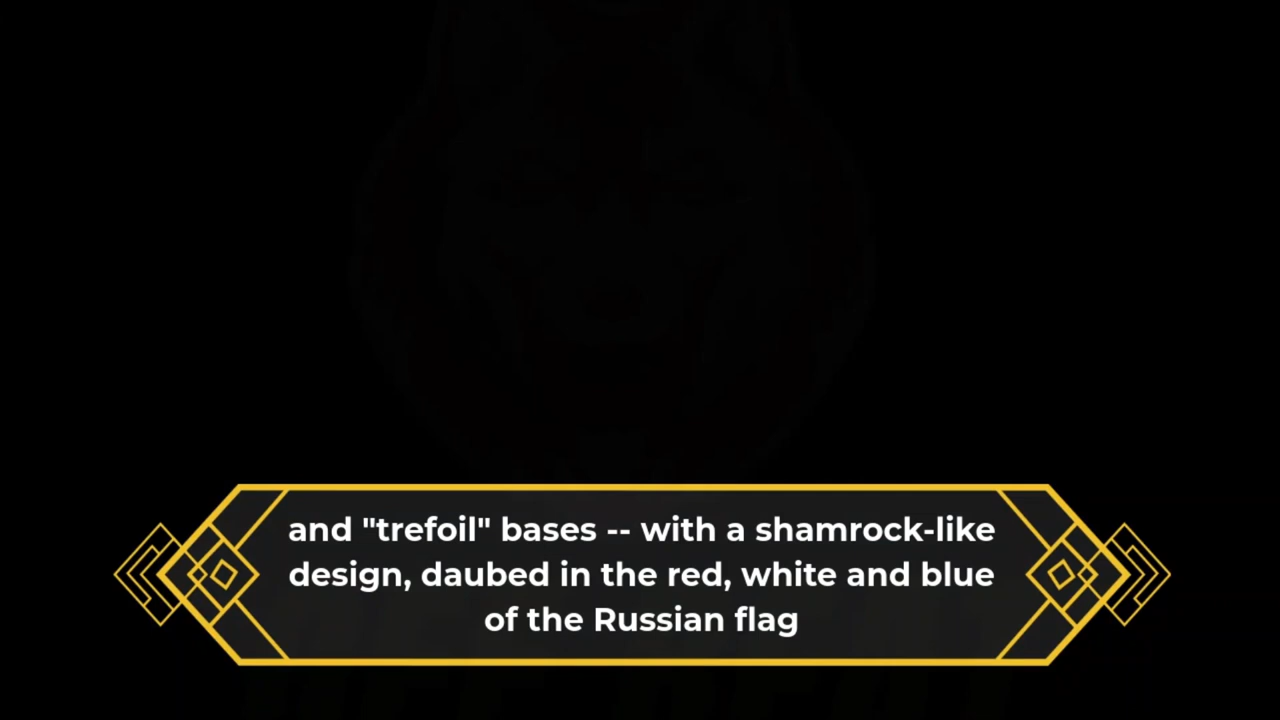 and "trefoil" bases -- with a shamrock-like
design, daubed in the red, white and blue
of the Russian flag